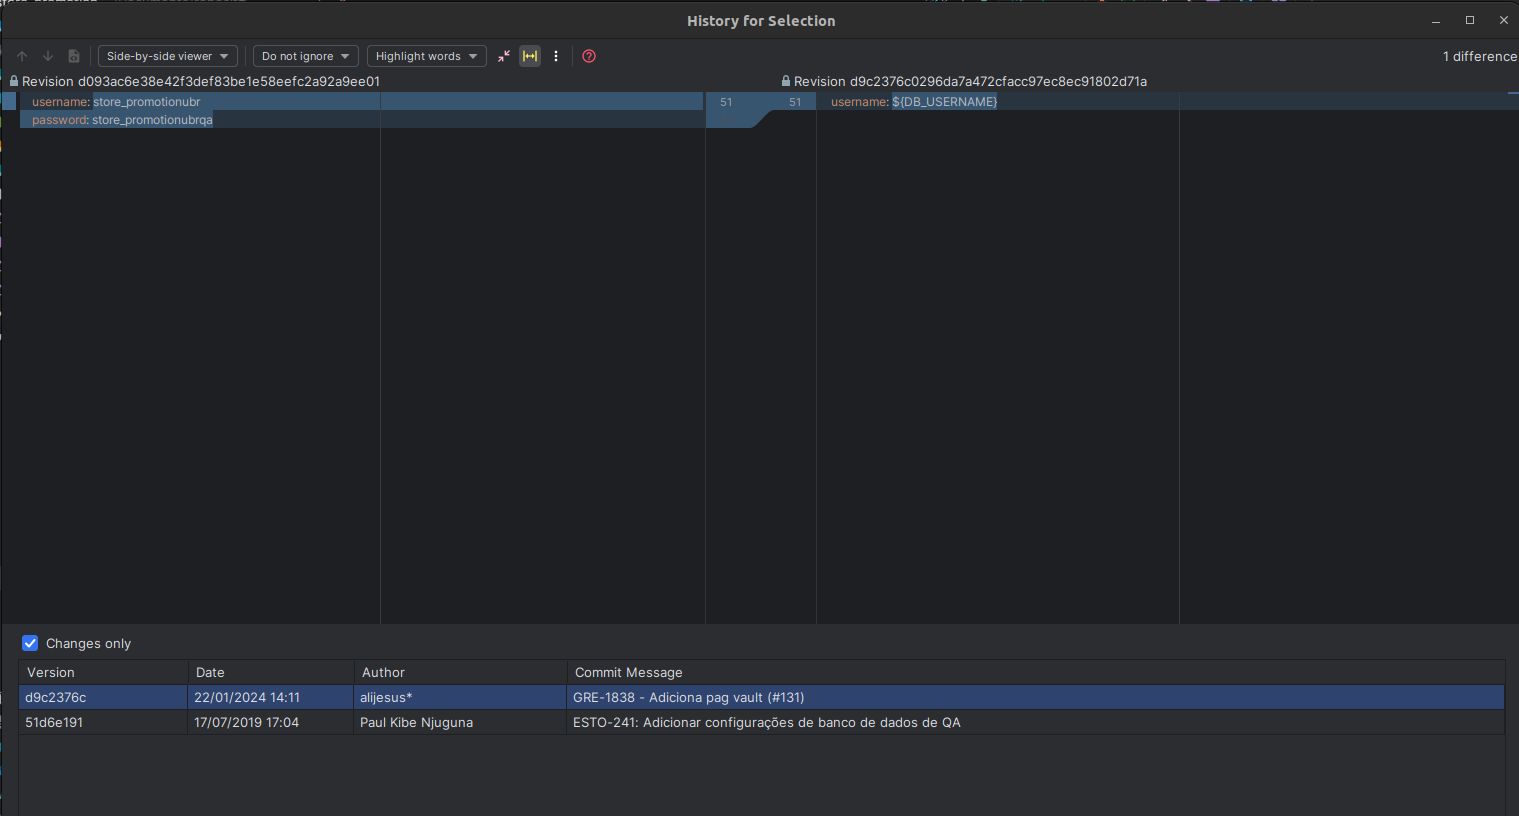 History for Selection
Side-by-side viewer
Do not ignore
Highlight words
1 difference
Revision d093ac6e38e42f3def83be1e58eefc2a92a9ee01
Revision d9c2376c0296da7a472cfacc97ec8ec91802d71a
username: store_promotionubr
51
51
username: ${DB_USERNAME}
password: store_promotionubrqa
Changes only
Version Date Author Commit Message
d9c2376c 22/01/2024 14:11 alijesus* GRE-1838 - Adiciona pag vault (#131)
51d6e191 17/07/2019 17:04 Paul Kibe Njuguna ESTO-241: Adicionar configurações de banco de dados de QA